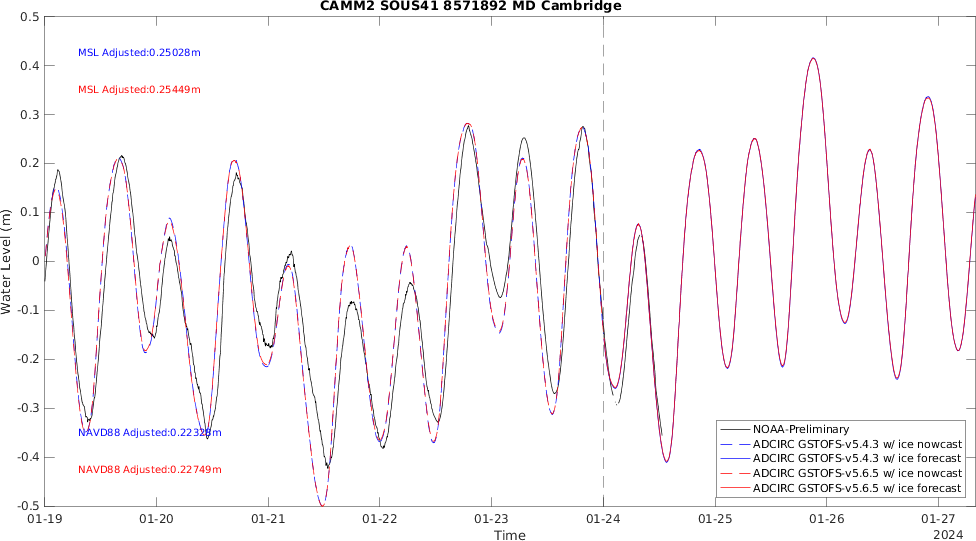 CAMM2 SOUS41 8571892 MD Cambridge
0.5
0.4
0.3
0.2
0.1
0
-0.1
-0.2
-0.3
-0.4
-0.5
Water Level (m)
MSL Adjusted:0.25028m
MSL Adjusted:0.25449m
NAVD88 Adjusted:0.22328m
NAVD88 Adjusted:0.22749m
NOAA-Preliminary
ADCIRC GSTOFS-v5.4.3 w/ ice nowcast
ADCIRC GSTOFS-v5.4.3 w/ ice forecast
ADCIRC GSTOFS-v5.6.5 w/ ice nowcast
ADCIRC GSTOFS-v5.6.5 w/ ice forecast
01-19 01-20 01-21 01-22 01-23 01-24 01-25 01-26 01-27
Time
2024